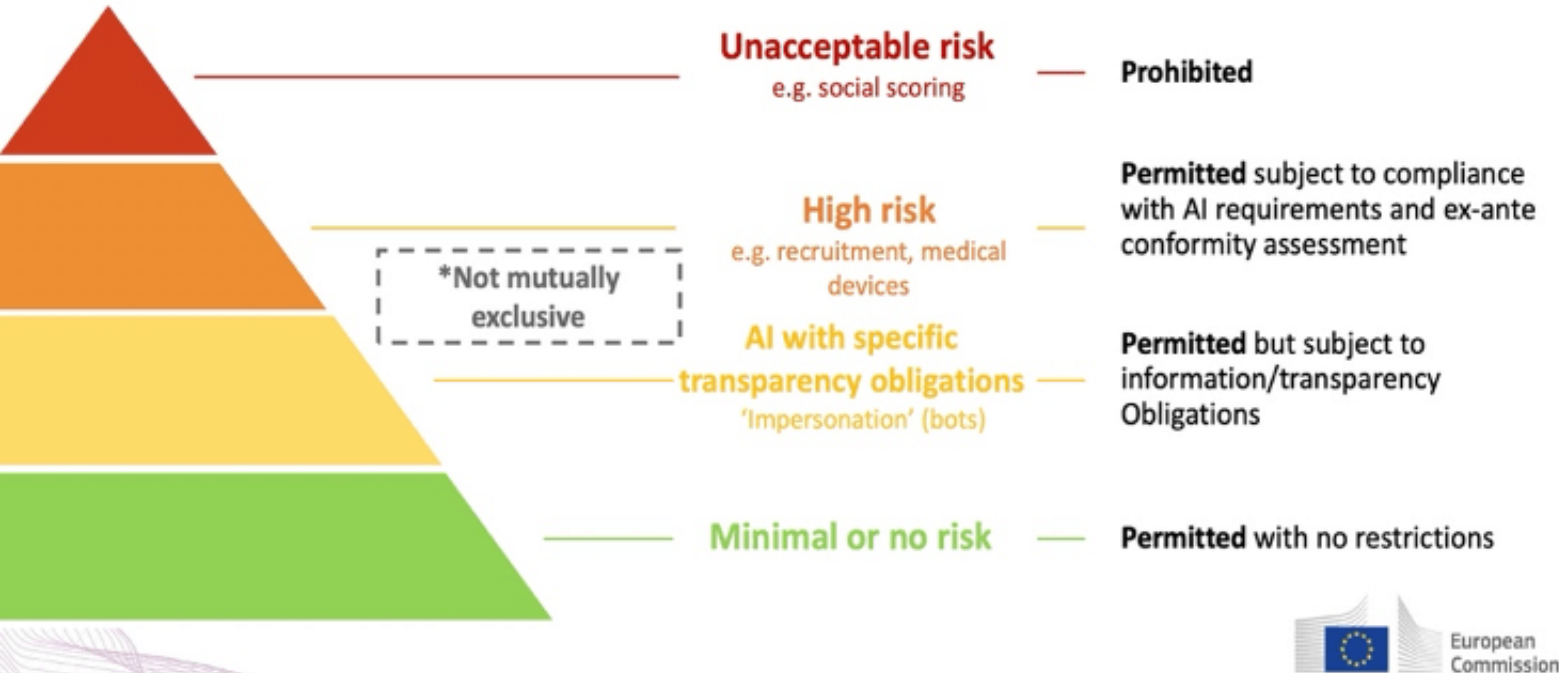 Unacceptable risk
e.g. social scoring
Prohibited
High risk
e.g. recruitment, medical
devices
Permitted subject to compliance
with AI requirements and ex-ante
conformity assessment
*Not mutually
exclusive
AI with specific
transparency obligations
‘Impersonation’ (bots)
Permitted but subject to
information/transparency
Obligations
Minimal or no risk
Permitted with no restrictions
European
Commission